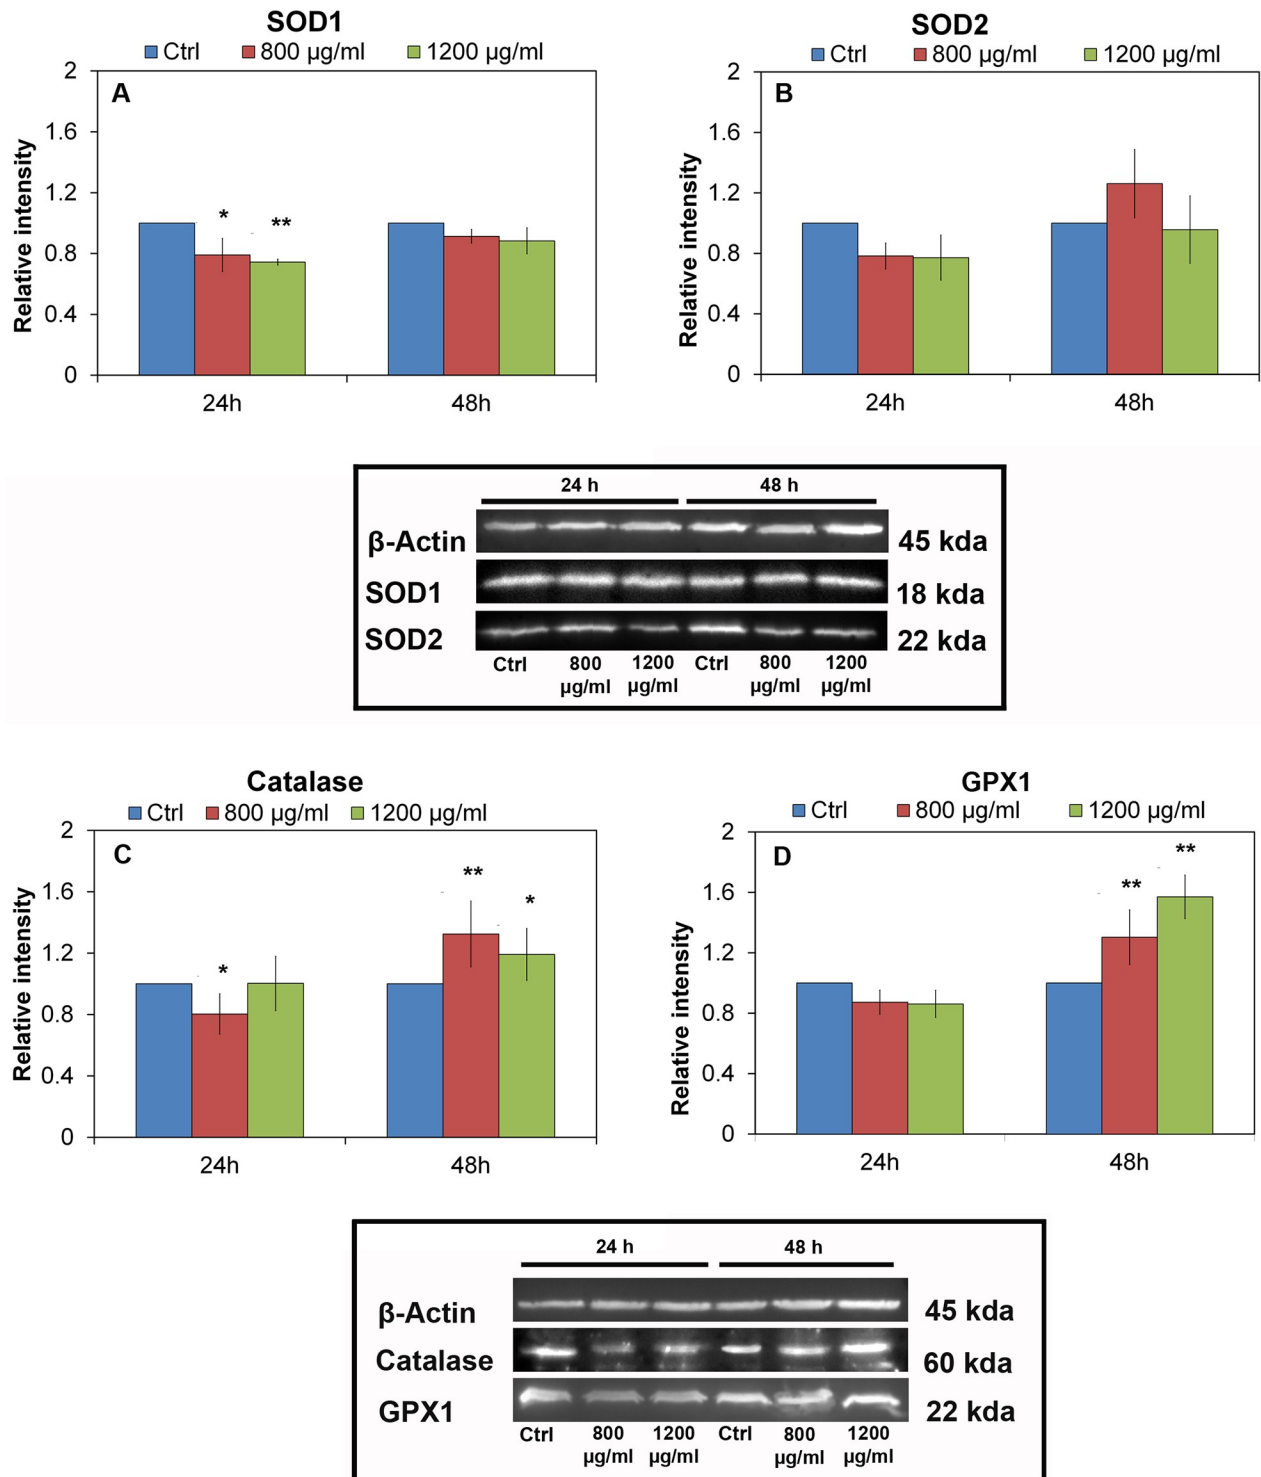 SOD1
Ctrl 800 µg/ml 1200 µg/ml
A
Relative intensity
2
1.6
1.2
0.8
0.4
0
* **
24h 48h
SOD2
Ctrl 800 µg/ml 1200 µg/ml
B
Relative intensity
2
1.6
1.2
0.8
0.4
0
24h 48h
24 h 48 h
β-Actin 45 kda
SOD1 18 kda
SOD2 22 kda
Ctrl 800 1200 Ctrl 800 1200
µg/ml µg/ml µg/ml µg/ml
Catalase
Ctrl 800 µg/ml 1200 µg/ml
C
Relative intensity
2
1.6
1.2
0.8
0.4
0
* ** *
24h 48h
GPX1
Ctrl 800 µg/ml 1200 µg/ml
D
Relative intensity
2
1.6
1.2
0.8
0.4
0
** **
24h 48h
24 h 48 h
β-Actin 45 kda
Catalase 60 kda
GPX1 22 kda
Ctrl 800 1200 Ctrl 800 1200
µg/ml µg/ml µg/ml µg/ml